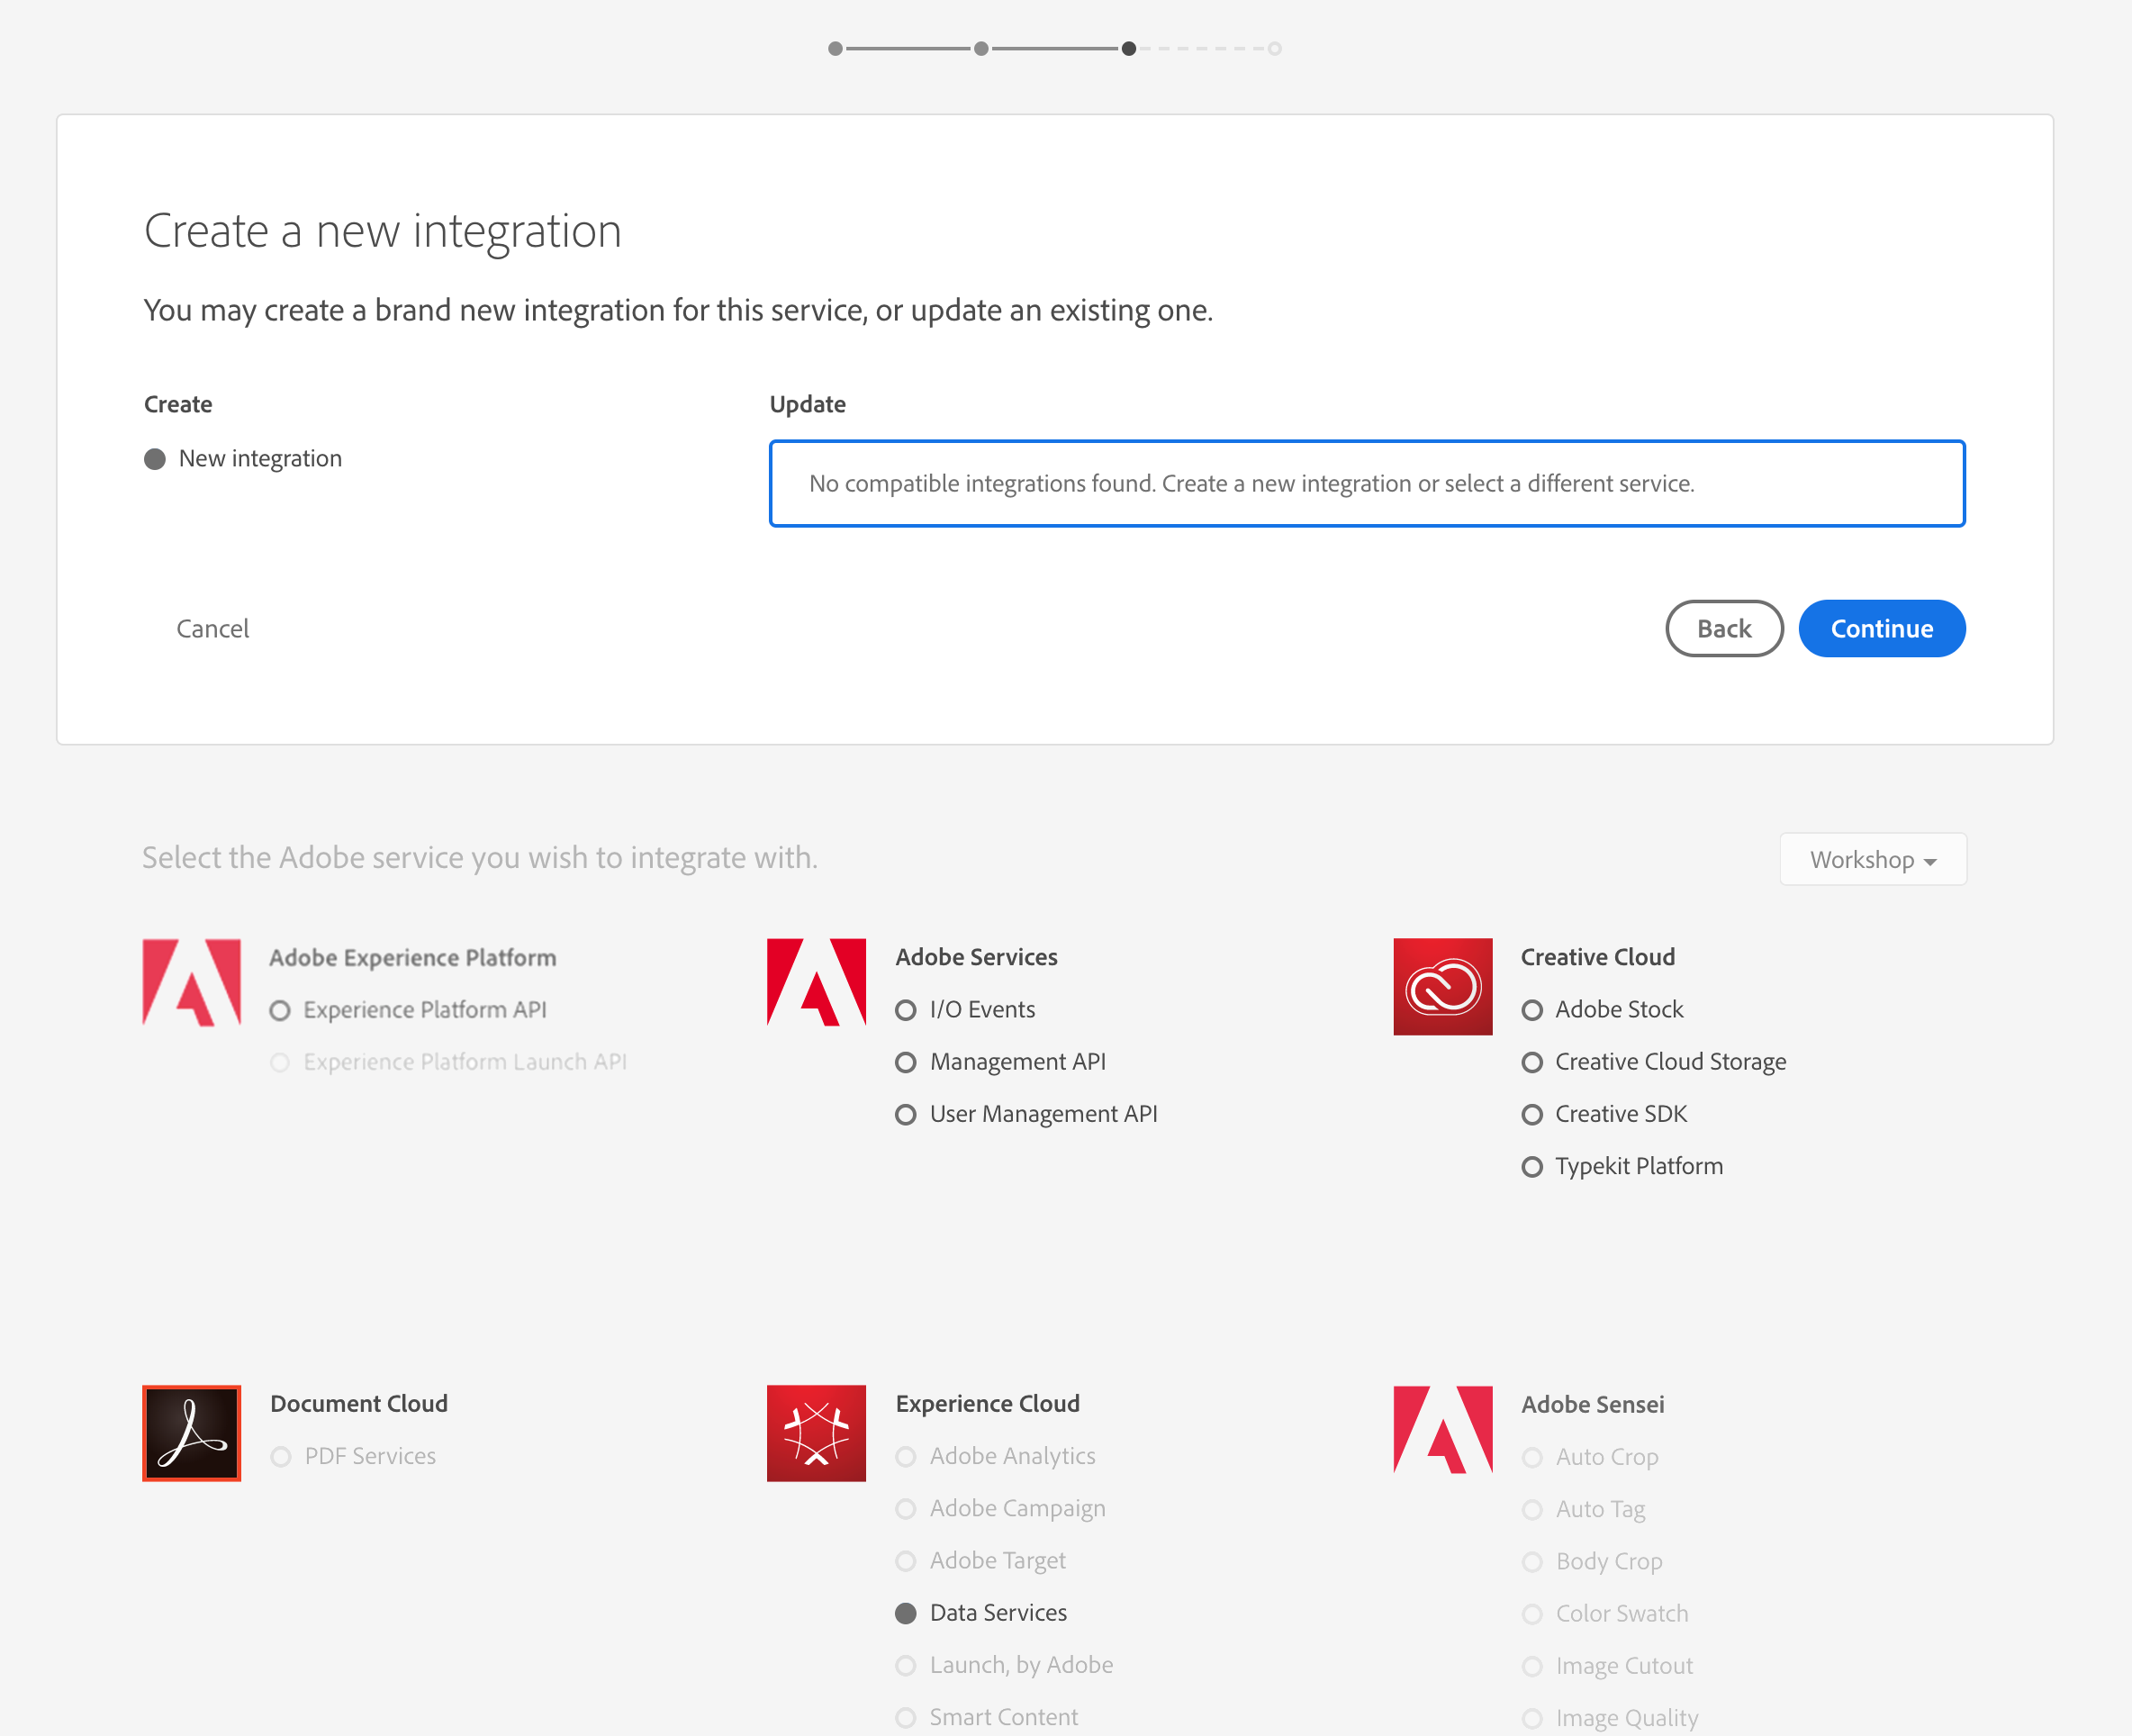 Create a new integration
You may create a brand new integration for this service, or update an existing one.
Create
New integration
Update
No compatible integrations found. Create a new integration or select a different service.
Cancel
Back
Continue
Select the Adobe service you wish to integrate with.
Workshop
Adobe Experience Platform
Experience Platform API
Experience Platform Launch API
Adobe Services
I/O Events
Management API
User Management API
Creative Cloud
Adobe Stock
Creative Cloud Storage
Creative SDK
Typekit Platform
Document Cloud
PDF Services
Experience Cloud
Adobe Analytics
Adobe Campaign
Adobe Target
Data Services
Launch, by Adobe
Smart Content
Adobe Sensei
Auto Crop
Auto Tag
Body Crop
Color Swatch
Image Cutout
Image Quality